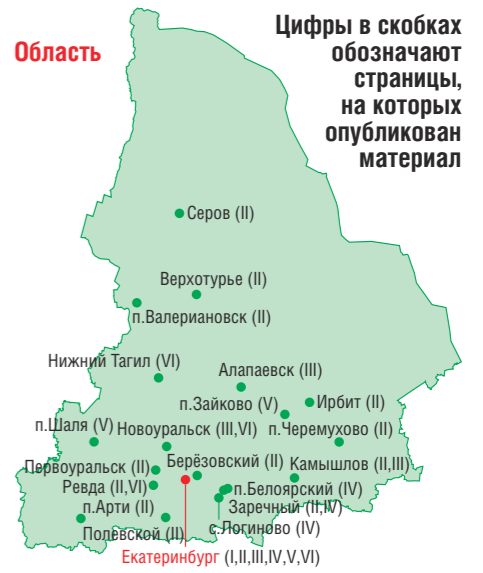 Область
Цифры в скобках
обозначают
страницы,
на которых
опубликован
материал
Серов (II)
Верхотурье (II)
п.Валериановск (II)
Нижний Тагил (VI)
Алапаевск (III)
п.Зайково (V)
Ирбит (II)
п.Шаля (V)
Новоуральск (III,VI)
п.Черемухово (II)
Первоуральск (II)
Берёзовский (II)
Камышлов (II,III)
Ревда (II,VI)
п.Белоярский (IV)
п.Арти (II)
Заречный (II,IV)
Полевской (II)
с.Логиново (IV)
Екатеринбург (I,II,III,IV,V,VI)